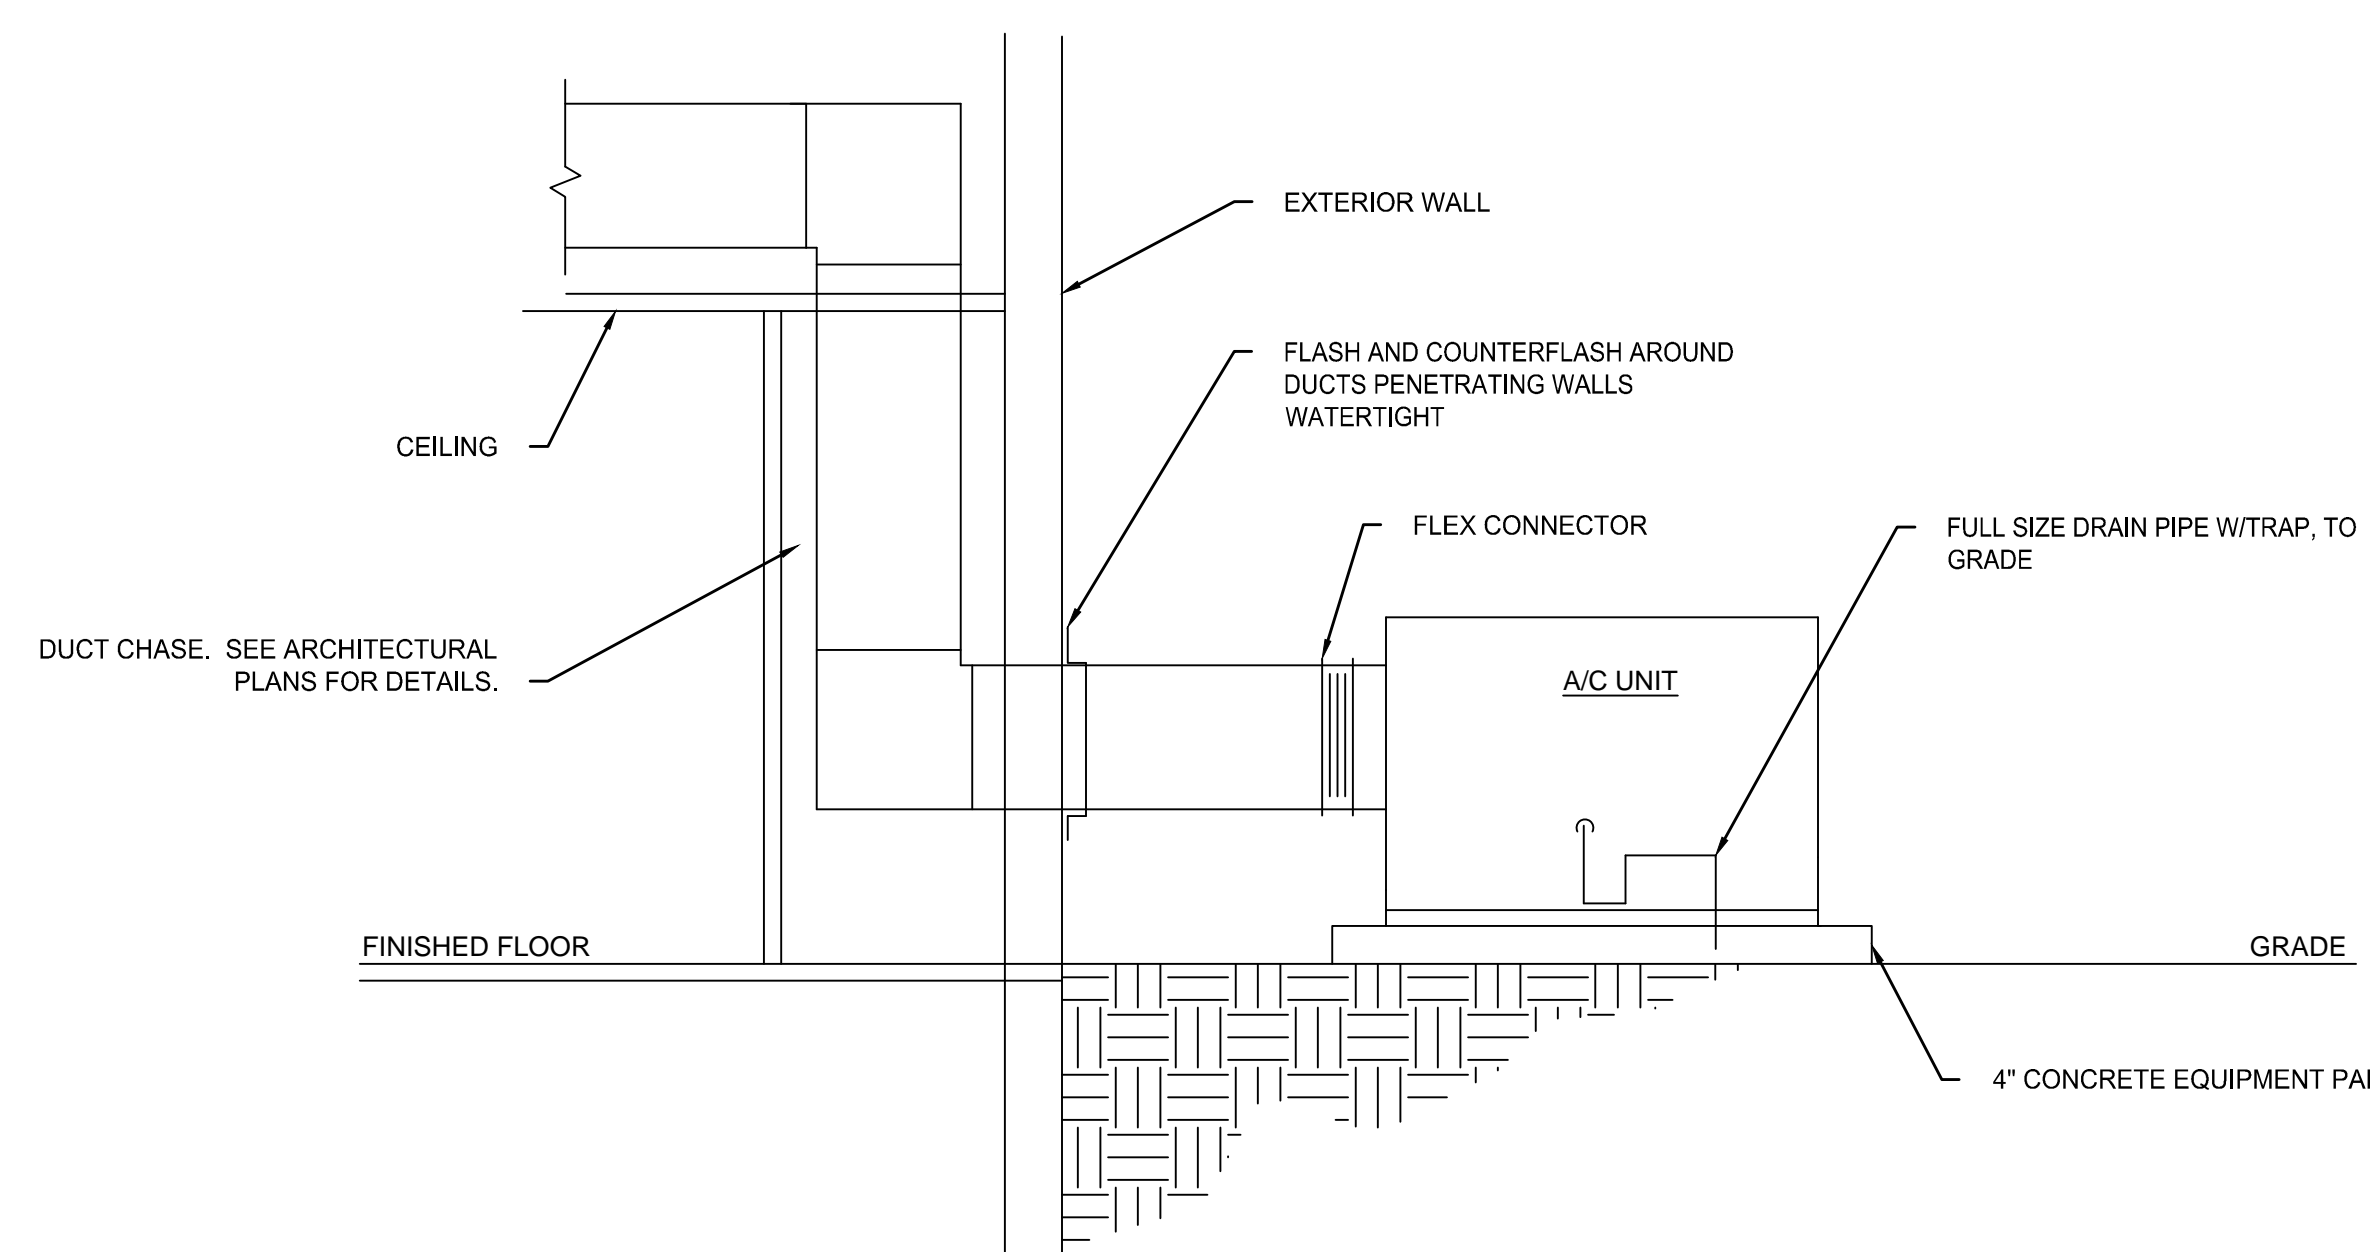 EXTERIOR WALL
FLASH AND COUNTERFLASH AROUND
DUCTS PENETRATING WALLS
WATERTIGHT
CEILING
FLEX CONNECTOR
FULL SIZE DRAIN PIPE W/TRAP, TO
GRADE
DUCT CHASE. SEE ARCHITECTURAL
PLANS FOR DETAILS.
A/C UNIT
FINISHED FLOOR
GRADE
4" CONCRETE EQUIPMENT